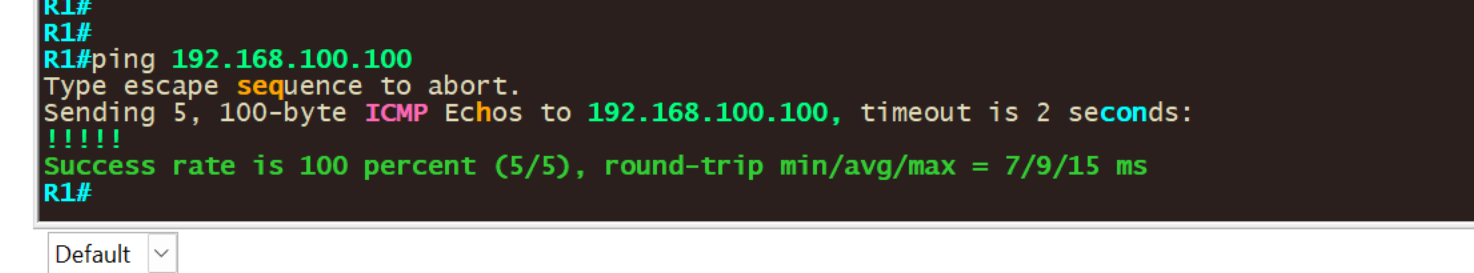 R1#
R1#
R1#ping 192.168.100.100
Type escape sequence to abort.
Sending 5, 100-byte ICMP Echos to 192.168.100.100, timeout is 2 seconds:
!!!!!
Success rate is 100 percent (5/5), round-trip min/avg/max = 7/9/15 ms
R1#
Default